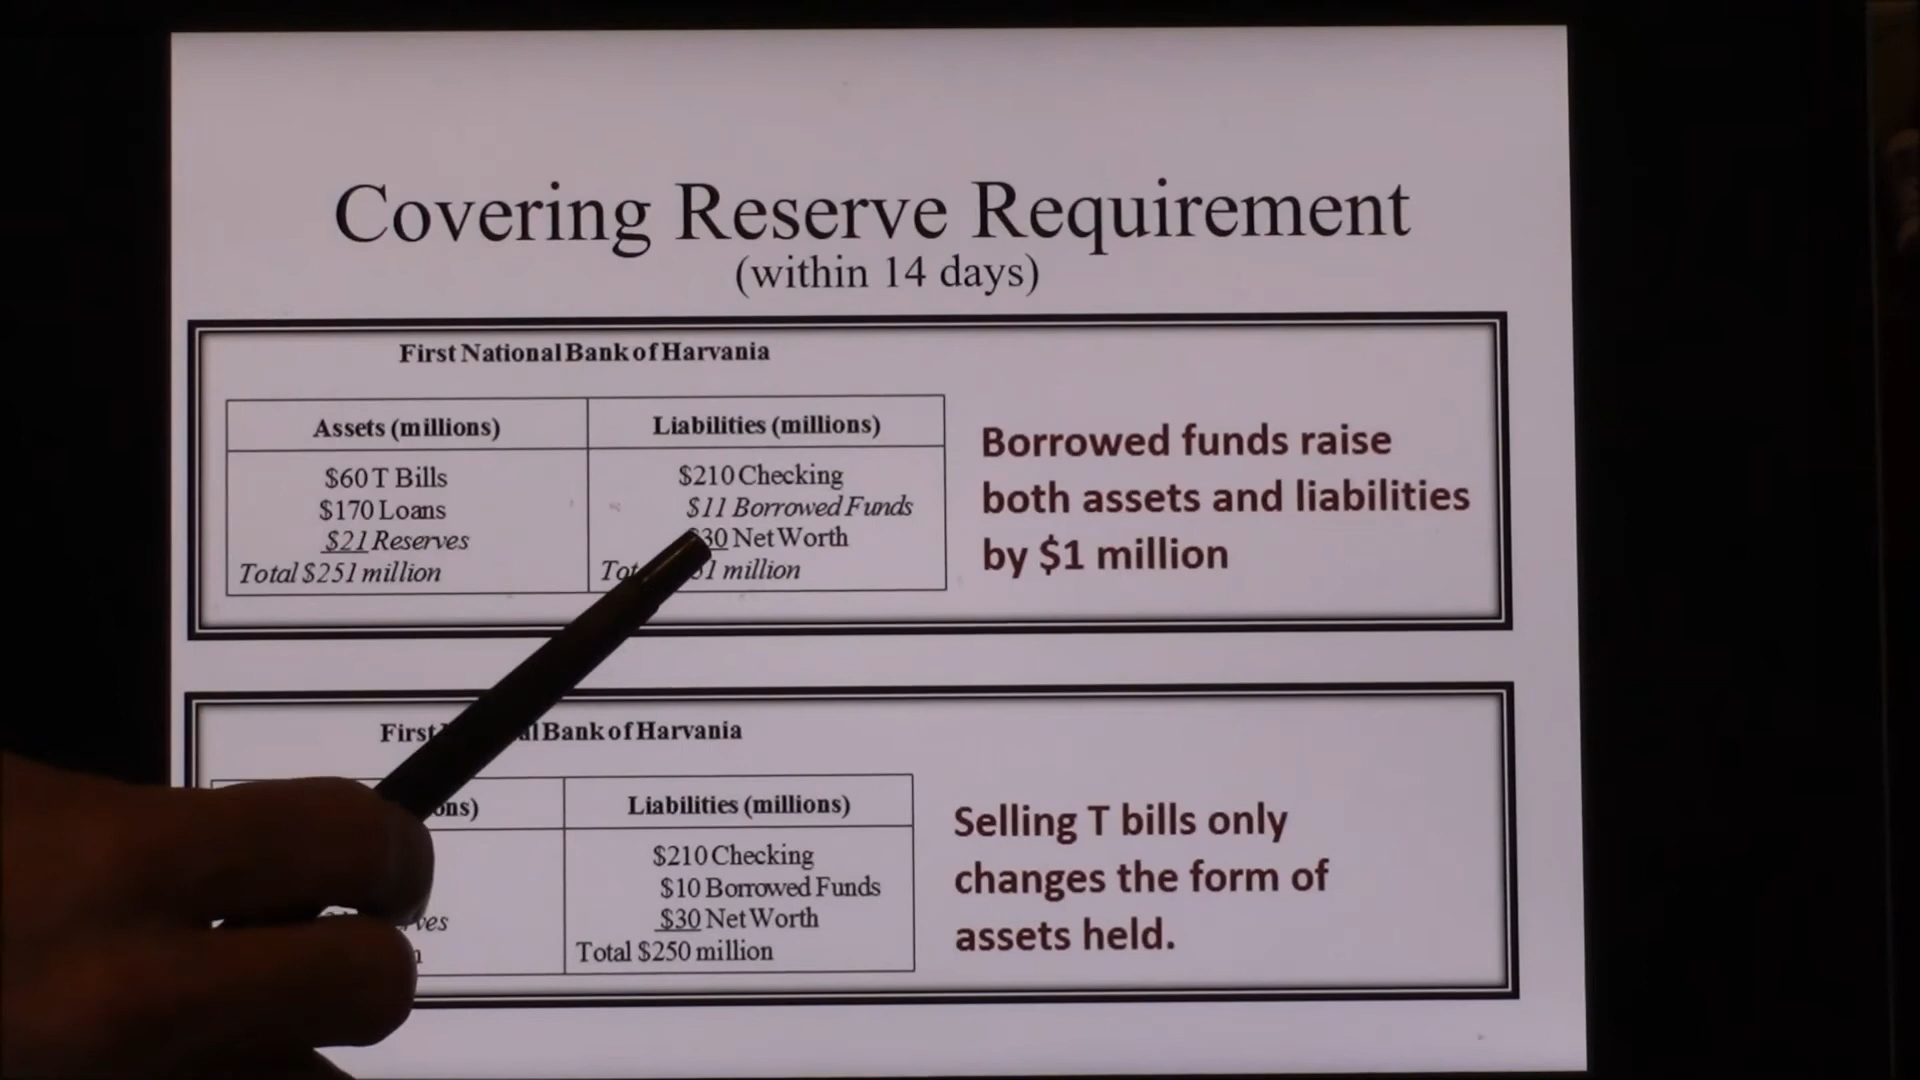 Covering Reserve Requirement
(within 14 days)
First National Bank of Harvania
Assets (millions)
Liabilities (millions)
$60 T Bills
$170 Loans
$21 Reserves
Total $251 million
$210 Checking
$11 Borrowed Funds
$30 Net Worth
million
Borrowed funds raise
both assets and liabilities
by $1 million
First Bank of Harvania
Liabilities (millions)
$210 Checking
$10 Borrowed Funds
$30 Net Worth
Total $250 million
Selling T bills only
changes the form of
assets held.